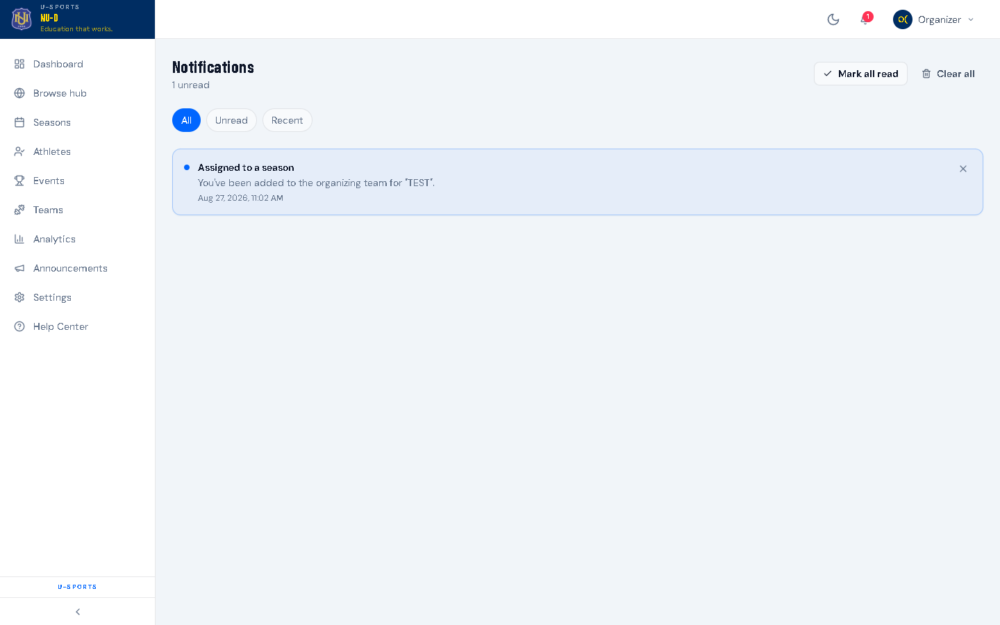 U-SPORTS
NU-D
Education that works.
1
O(
Organizer
Dashboard
Browse hub
Seasons
Athletes
Events
Teams
Analytics
Announcements
Settings
Help Center
U-SPORTS
Notifications
1 unread
Mark all read
Clear all
All
Unread
Recent
Assigned to a season
You've been added to the organizing team for "TEST".
Aug 27, 2026, 11:02 AM